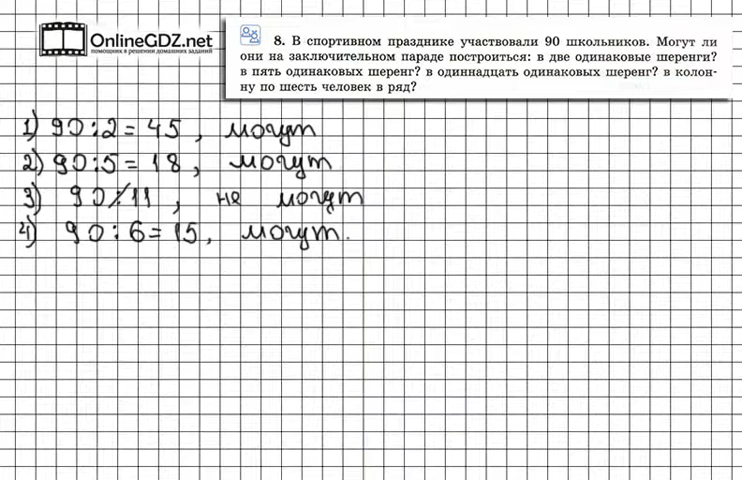 OnlineGDZ.net
помощник в решении домашних заданий
8. В спортивном празднике участвовали 90 школьников. Могут ли
они на заключительном параде построиться: в две одинаковые шеренги?
в пять одинаковых шеренг? в одиннадцать одинаковых шеренг? в колон-
ну по шесть человек в ряд?
1) 90 : 2 = 45, могут
2) 90 : 5 = 18, могут
3) 90 ⁒ 11, не могут
4) 90 : 6 = 15, могут.